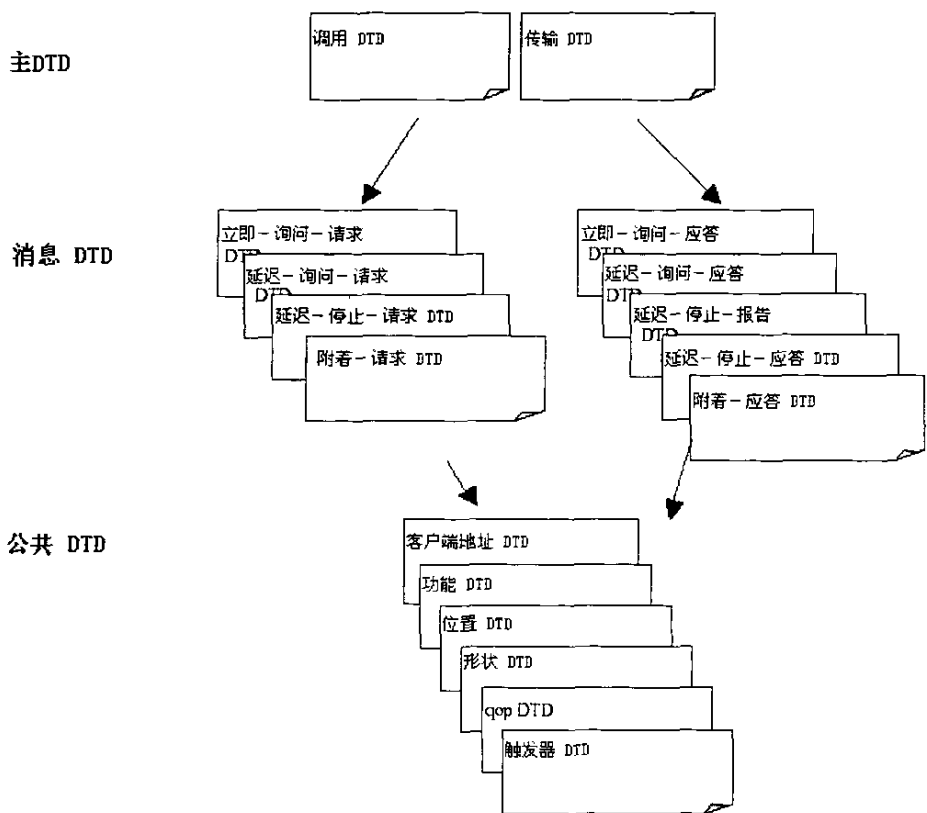 主DTD
调用 DTD
传输 DTD
消息 DTD
立即-询问-请求
DTD
延迟-询问-请求
DTD
延迟-停止-请求 DTD
附着-请求 DTD
立即-询问-应答
DTD
延迟-询问-应答
DTD
延迟-停止-报告
DTD
延迟-停止-应答 DTD
附着-应答 DTD
公共 DTD
客户端地址 DTD
功能 DTD
位置 DTD
形状 DTD
qop DTD
触发器 DTD